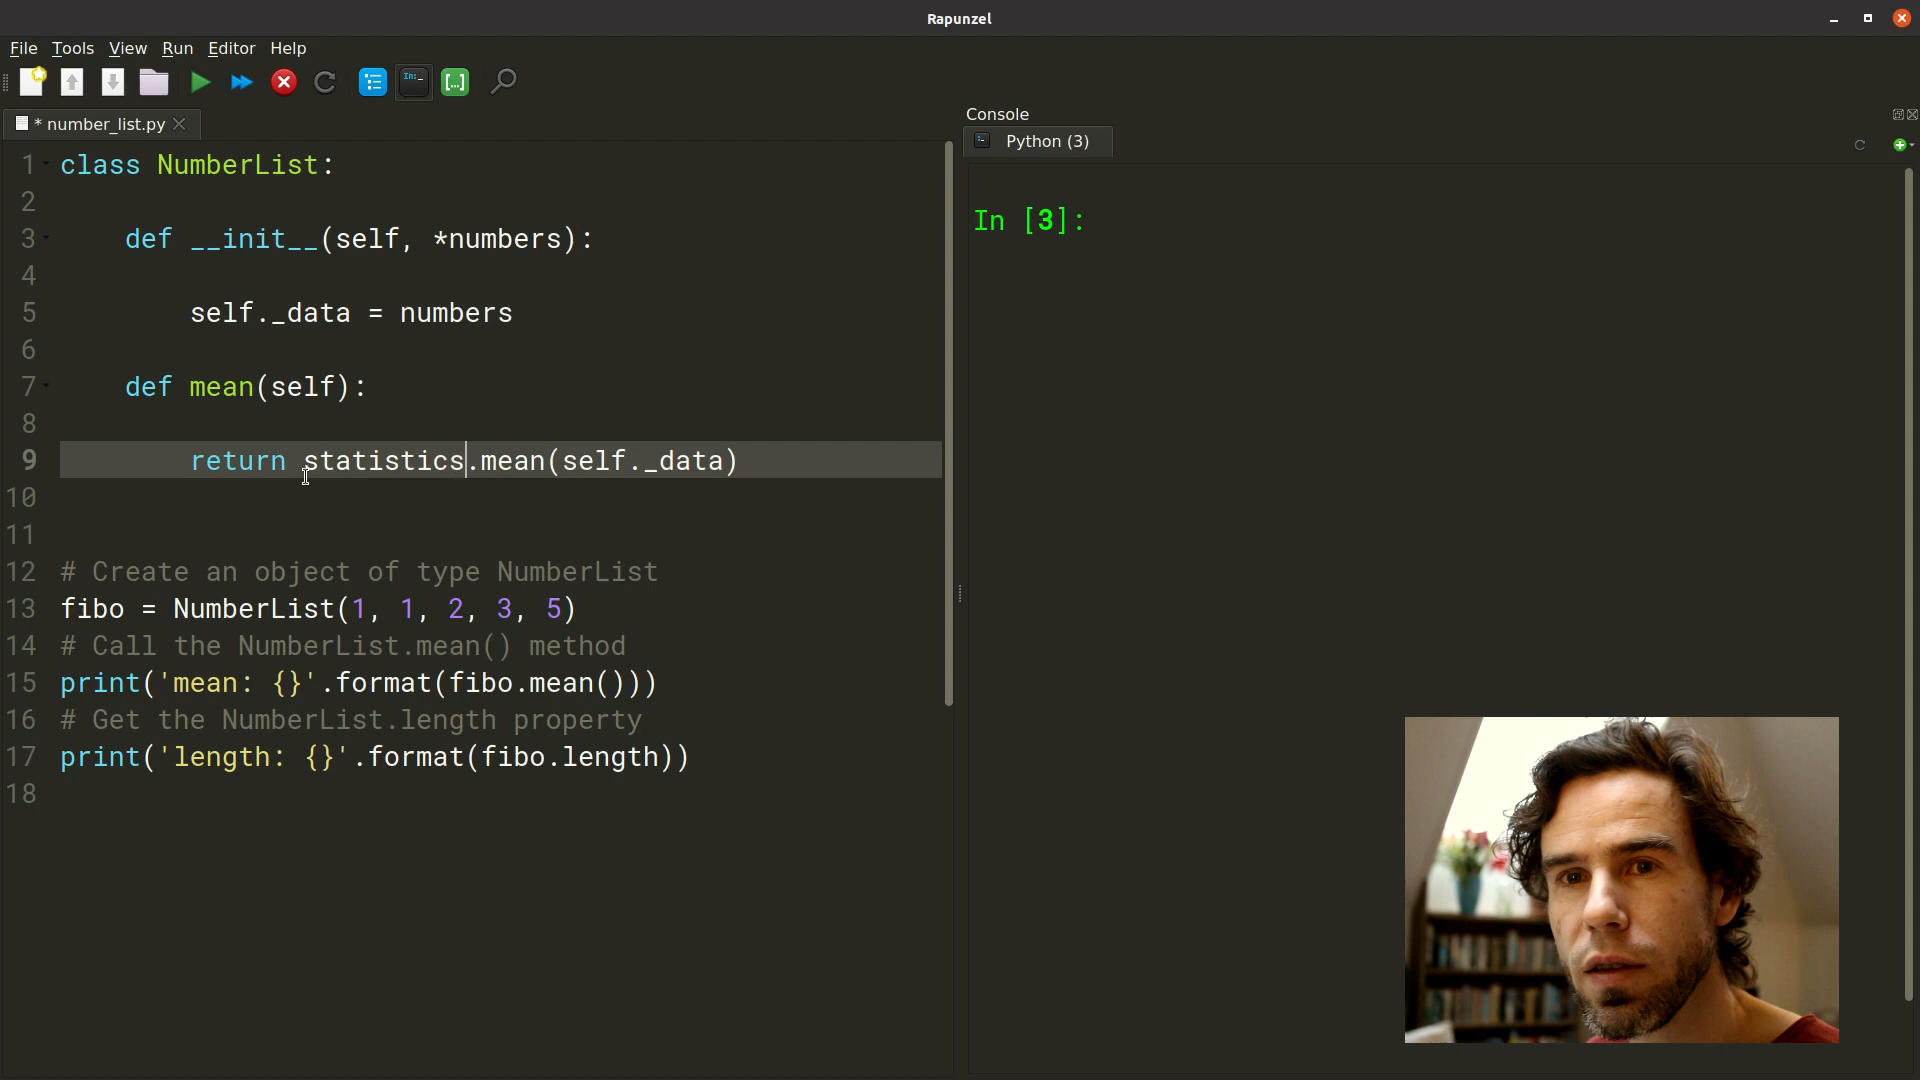 Rapunzel
File Tools View Run Editor Help
* number_list.py
Console
Python (3)
1 class NumberList:
2
3 def __init__(self, *numbers):
4
5 self._data = numbers
6
7 def mean(self):
8
9 return statistics.mean(self._data)
10
11
12 # Create an object of type NumberList
13 fibo = NumberList(1, 1, 2, 3, 5)
14 # Call the NumberList.mean() method
15 print('mean: {}'.format(fibo.mean()))
16 # Get the NumberList.length property
17 print('length: {}'.format(fibo.length))
18
In [3]: